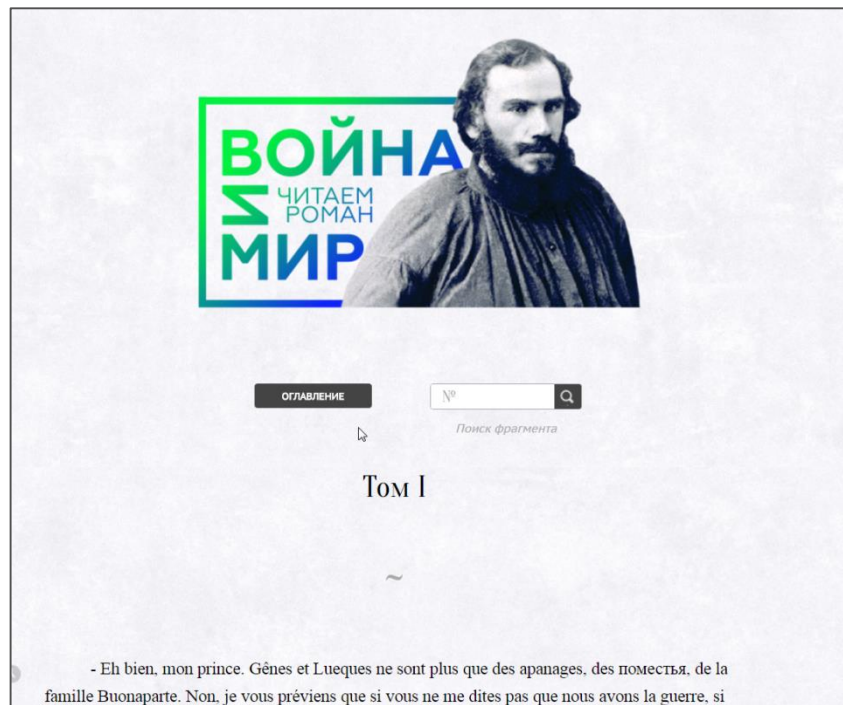 ВОЙНА
И ЧИТАЕМ
РОМАН
МИР
ОГЛАВЛЕНИЕ
№
Поиск фрагмента
Том I
~
- Eh bien, mon prince. Gênes et Lueques ne sont plus que des apanages, des поместья, de la
famille Buonaparte. Non, je vous préviens que si vous ne me dites pas que nous avons la guerre, si